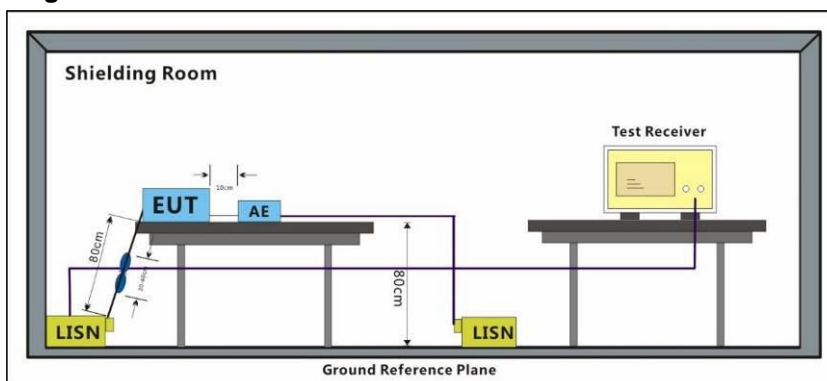 Shielding Room
Test Receiver
10cm
EUT
AE
80cm
80cm
LISN
LISN
Ground Reference Plane